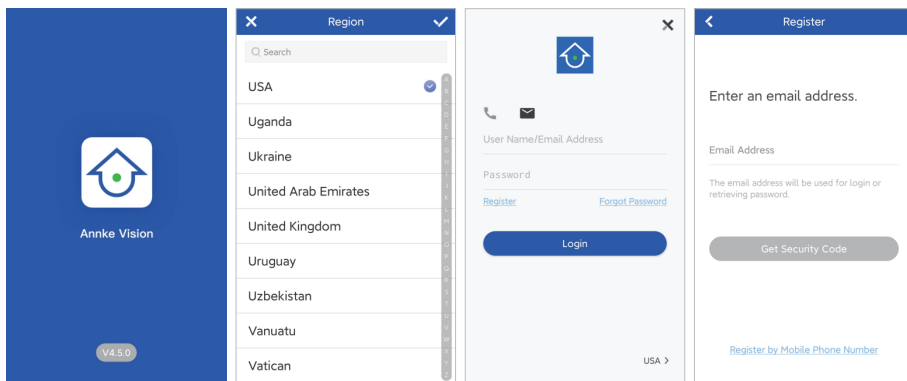 Annke Vision
V4.5.0
Region
Search
USA
Uganda
Ukraine
United Arab Emirates
United Kingdom
Uruguay
Uzbekistan
Vanuatu
Vatican
A
B
C
D
E
F
G
H
I
J
K
L
M
N
O
P
Q
R
S
T
U
V
W
X
Y
Z
User Name/Email Address
Password
Register
Forgot Password
Login
USA >
Register
Enter an email address.
Email Address
The email address will be used for login or
retrieving password.
Get Security Code
Register by Mobile Phone Number